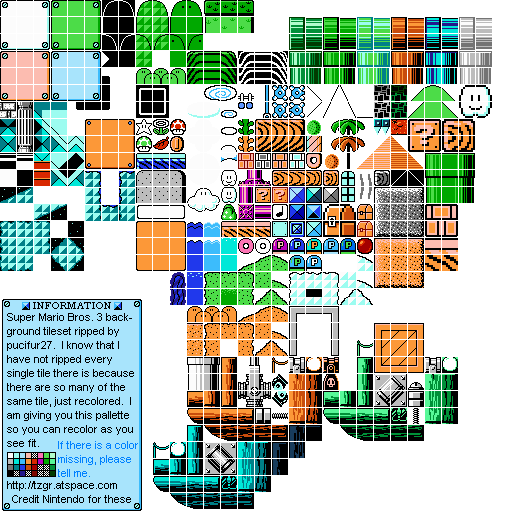 INFORMATION
Super Mario Bros. 3 back-
ground tileset ripped by
pucifur27. I know that I
have not ripped every
single tile there is because
there are so many of the
same tile, just recolored. I
am giving you this palette
so you can recolor as you
see fit.
If there is a color
missing, please
tell me.
http://tzgr.atspace.com
Credit Nintendo for these
P P P P P P
P P